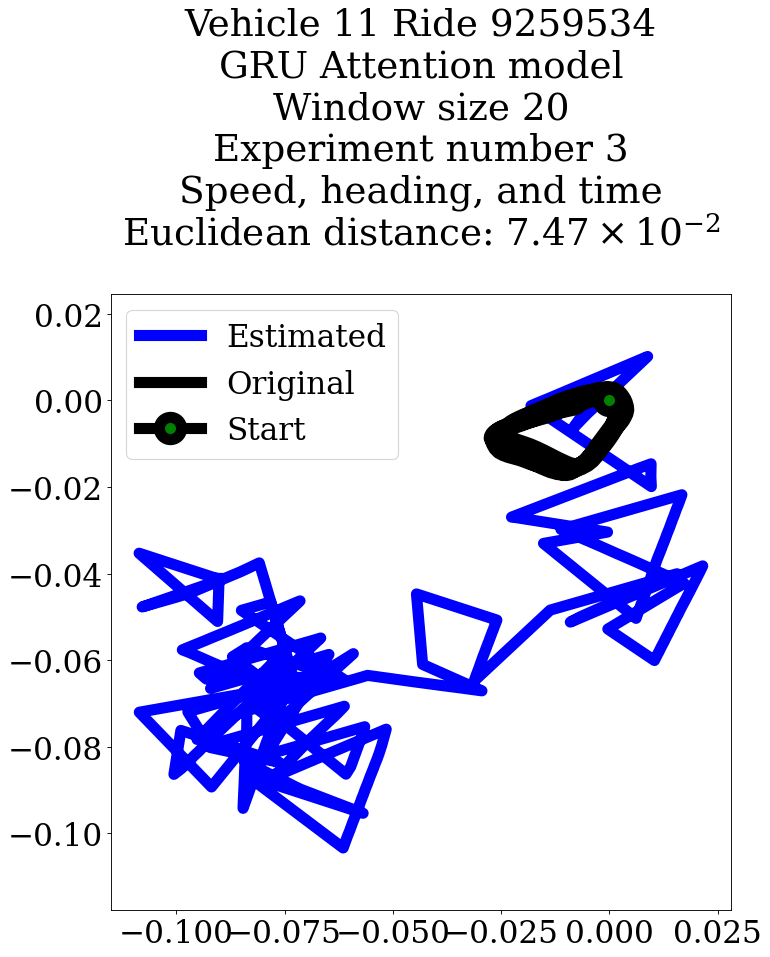 Vehicle 11 Ride 9259534
GRU Attention model
Window size 20
Experiment number 3
Speed, heading, and time
Euclidean distance: 7.47 × 10⁻²
Estimated
Original
Start
0.02
0.00
−0.02
−0.04
−0.06
−0.08
−0.10
−0.100 −0.075 −0.050 −0.025 0.000 0.025